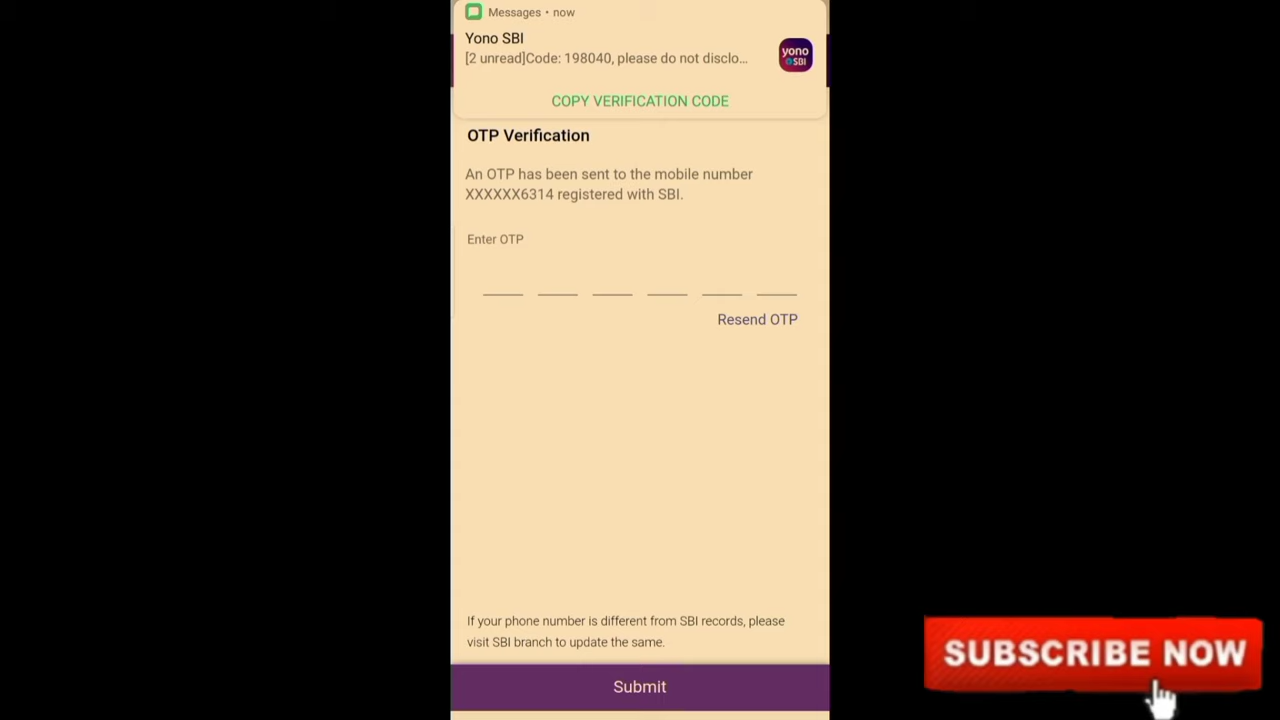 Messages • now
Yono SBI
[2 unread]Code: 198040, please do not disclo...
yono
SBI
COPY VERIFICATION CODE
OTP Verification
An OTP has been sent to the mobile number
XXXXXX6314 registered with SBI.
Enter OTP
Resend OTP
If your phone number is different from SBI records, please
visit SBI branch to update the same.
Submit
SUBSCRIBE NOW